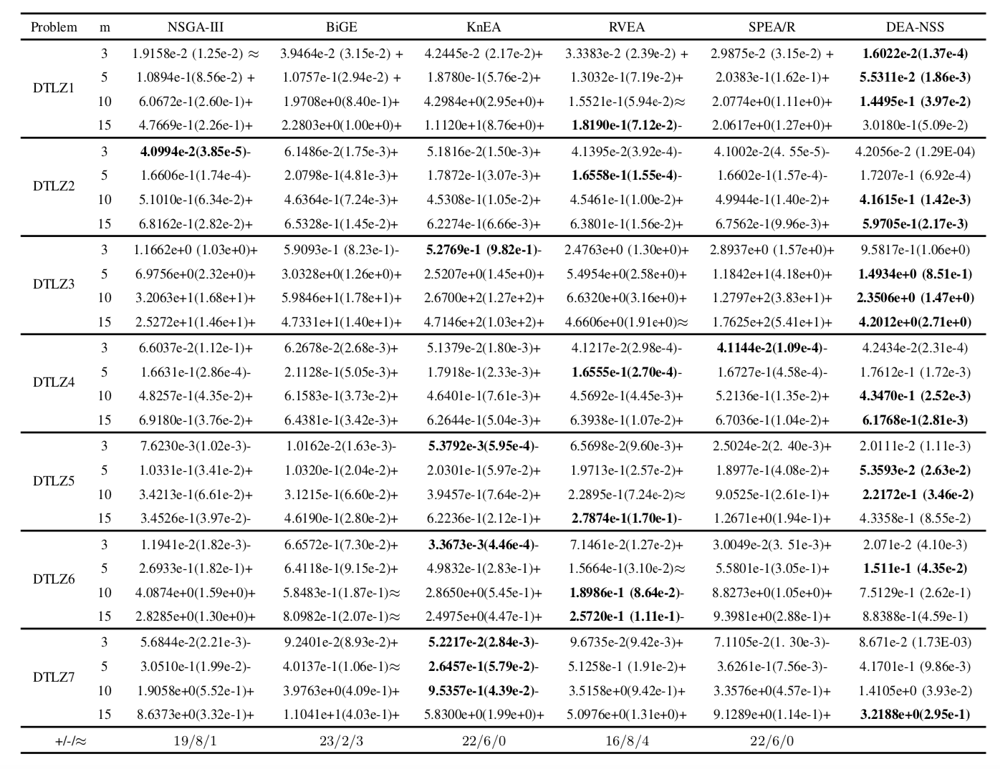 Problem m NSGA-III BiGE KnEA RVEA SPEA/R DEA-NSS
3 1.9158e-2 (1.25e-2) ≈ 3.9464e-2 (3.15e-2) + 4.2445e-2 (2.17e-2)+ 3.3383e-2 (2.39e-2) + 2.9875e-2 (3.15e-2) + 1.6022e-2(1.37e-4)
5 1.0894e-1(8.56e-2) + 1.0757e-1(2.94e-2) + 1.8780e-1(5.76e-2)+ 1.3032e-1(7.19e-2)+ 2.0383e-1(1.62e-1)+ 5.5311e-2 (1.86e-3)
DTLZ1
10 6.0672e-1(2.60e-1)+ 1.9708e+0(8.40e-1)+ 4.2984e+0(2.95e+0)+ 1.5521e-1(5.94e-2)≈ 2.0774e+0(1.11e+0)+ 1.4495e-1 (3.97e-2)
15 4.7669e-1(2.26e-1)+ 2.2803e+0(1.00e+0)+ 1.1120e+1(8.76e+0)+ 1.8190e-1(7.12e-2)- 2.0617e+0(1.27e+0)+ 3.0180e-1(5.09e-2)
3 4.0994e-2(3.85e-5)- 6.1486e-2(1.75e-3)+ 5.1816e-2(1.50e-3)+ 4.1395e-2(3.92e-4)- 4.1002e-2(4. 55e-5)- 4.2056e-2 (1.29E-04)
5 1.6606e-1(1.74e-4)- 2.0798e-1(4.81e-3)+ 1.7872e-1(3.07e-3)+ 1.6558e-1(1.55e-4)- 1.6602e-1(1.57e-4)- 1.7207e-1 (6.92e-4)
DTLZ2
10 5.1010e-1(6.34e-2)+ 4.6364e-1(7.24e-3)+ 4.5308e-1(1.05e-2)+ 4.5461e-1(1.00e-2)+ 4.9944e-1(1.40e-2)+ 4.1615e-1 (1.42e-3)
15 6.8162e-1(2.82e-2)+ 6.5328e-1(1.45e-2)+ 6.2274e-1(6.66e-3)+ 6.3801e-1(1.56e-2)+ 6.7562e-1(9.96e-3)+ 5.9705e-1(2.17e-3)
3 1.1662e+0 (1.03e+0)+ 5.9093e-1 (8.23e-1)- 5.2769e-1 (9.82e-1)- 2.4763e+0 (1.30e+0)+ 2.8937e+0 (1.57e+0)+ 9.5817e-1(1.06e+0)
5 6.9756e+0(2.32e+0)+ 3.0328e+0(1.26e+0)+ 2.5207e+0(1.45e+0)+ 5.4954e+0(2.58e+0)+ 1.1842e+1(4.18e+0)+ 1.4934e+0 (8.51e-1)
DTLZ3
10 3.2063e+1(1.68e+1)+ 5.9846e+1(1.78e+1)+ 2.6700e+2(1.27e+2)+ 6.6320e+0(3.16e+0)+ 1.2797e+2(3.83e+1)+ 2.3506e+0 (1.47e+0)
15 2.5272e+1(1.46e+1)+ 4.7331e+1(1.40e+1)+ 4.7146e+2(1.03e+2)+ 4.6606e+0(1.91e+0)≈ 1.7625e+2(5.41e+1)+ 4.2012e+0(2.71e+0)
3 6.6037e-2(1.12e-1)+ 6.2678e-2(2.68e-3)+ 5.1379e-2(1.80e-3)+ 4.1217e-2(2.98e-4)- 4.1144e-2(1.09e-4)- 4.2434e-2(2.31e-4)
5 1.6631e-1(2.86e-4)- 2.1128e-1(5.05e-3)+ 1.7918e-1(2.33e-3)+ 1.6555e-1(2.70e-4)- 1.6727e-1(4.58e-4)- 1.7612e-1 (1.72e-3)
DTLZ4
10 4.8257e-1(4.35e-2)+ 6.1583e-1(3.73e-2)+ 4.6401e-1(7.61e-3)+ 4.5692e-1(4.45e-3)+ 5.2136e-1(1.35e-2)+ 4.3470e-1 (2.52e-3)
15 6.9180e-1(3.76e-2)+ 6.4381e-1(3.42e-3)+ 6.2644e-1(5.04e-3)+ 6.3938e-1(1.07e-2)+ 6.7036e-1(1.04e-2)+ 6.1768e-1(2.81e-3)
3 7.6230e-3(1.02e-3)- 1.0162e-2(1.63e-3)- 5.3792e-3(5.95e-4)- 6.5698e-2(9.60e-3)+ 2.5024e-2(2. 40e-3)+ 2.0111e-2 (1.11e-3)
5 1.0331e-1(3.41e-2)+ 1.0320e-1(2.04e-2)+ 2.0301e-1(5.97e-2)+ 1.9713e-1(2.57e-2)+ 1.8977e-1(4.08e-2)+ 5.3593e-2 (2.63e-2)
DTLZ5
10 3.4213e-1(6.61e-2)+ 3.1215e-1(6.60e-2)+ 3.9457e-1(7.64e-2)+ 2.2895e-1(7.24e-2)≈ 9.0525e-1(2.61e-1)+ 2.2172e-1 (3.46e-2)
15 3.4526e-1(3.97e-2)- 4.6190e-1(2.80e-2)+ 6.2236e-1(2.12e-1)+ 2.7874e-1(1.70e-1)- 1.2671e+0(1.94e-1)+ 4.3358e-1 (8.55e-2)
3 1.1941e-2(1.82e-3)- 6.6572e-1(7.30e-2)+ 3.3673e-3(4.46e-4)- 7.1461e-2(1.27e-2)+ 3.0049e-2(3. 51e-3)+ 2.071e-2 (4.10e-3)
5 2.6933e-1(1.82e-1)+ 6.4118e-1(9.15e-2)+ 4.9832e-1(2.83e-1)+ 1.5664e-1(3.10e-2)≈ 5.5801e-1(3.05e-1)+ 1.511e-1 (4.35e-2)
DTLZ6
10 4.0874e+0(1.59e+0)+ 5.8483e-1(1.87e-1)≈ 2.8650e+0(5.45e-1)+ 1.8986e-1 (8.64e-2)- 8.8273e+0(1.05e+0)+ 7.5129e-1 (2.62e-1)
15 2.8285e+0(1.30e+0)+ 8.0982e-1(2.07e-1)≈ 2.4975e+0(4.47e-1)+ 2.5720e-1 (1.11e-1)- 9.3981e+0(2.88e-1)+ 8.8388e-1(4.59e-1)
3 5.6844e-2(2.21e-3)- 9.2401e-2(8.93e-2)+ 5.2217e-2(2.84e-3)- 9.6735e-2(9.42e-3)+ 7.1105e-2(1. 30e-3)- 8.671e-2 (1.73E-03)
5 3.0510e-1(1.99e-2)- 4.0137e-1(1.06e-1)≈ 2.6457e-1(5.79e-2)- 5.1258e-1 (1.91e-2)+ 3.6261e-1(7.56e-3)- 4.1701e-1 (9.86e-3)
DTLZ7
10 1.9058e+0(5.52e-1)+ 3.9763e+0(4.09e-1)+ 9.5357e-1(4.39e-2)- 3.5158e+0(9.42e-1)+ 3.3576e+0(4.57e-1)+ 1.4105e+0 (3.93e-2)
15 8.6373e+0(3.32e-1)+ 1.1041e+1(4.03e-1)+ 5.8300e+0(1.99e+0)+ 5.0976e+0(1.31e+0)+ 9.1289e+0(1.14e-1)+ 3.2188e+0(2.95e-1)
+/-/≈ 19/8/1 23/2/3 22/6/0 16/8/4 22/6/0